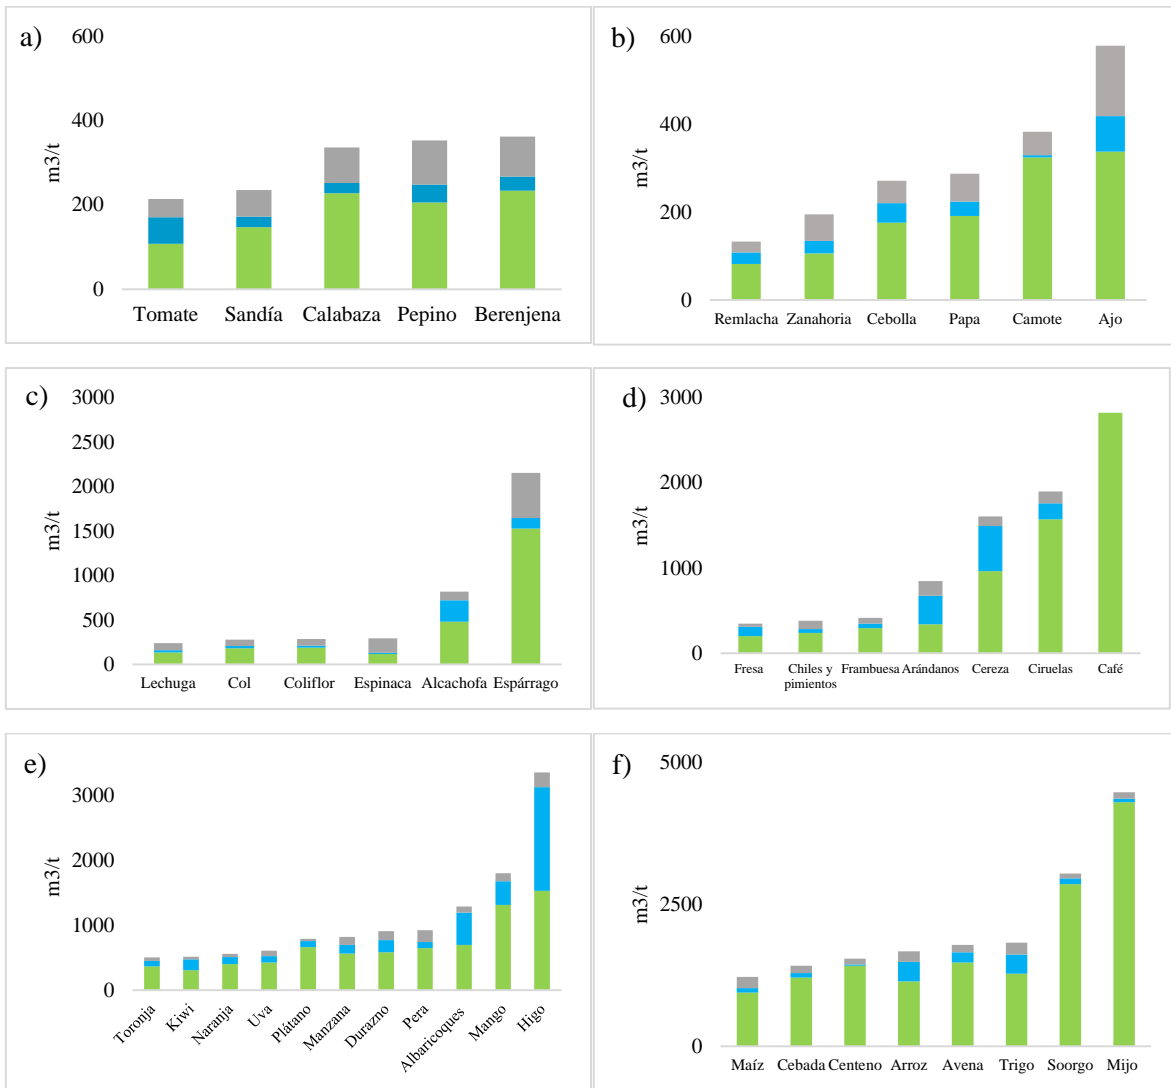 a)
600
400
200
0
m3/t
Tomate Sandía Calabaza Pepino Berenjena
b)
600
400
200
0
m3/t
Remlacha Zanahoria Cebolla Papa Camote Ajo
c)
3000
2500
2000
1500
1000
500
0
m3/t
Lechuga Col Coliflor Espinaca Alcachofa Espárrago
d)
3000
2000
1000
0
m3/t
Fresa Chiles y Frambuesa Arándanos Cereza Ciruelas Café
pimientos
e)
3000
2000
1000
0
m3/t
Toronja Kiwi Naranja Uva Plátano Manzana Durazno Pera Albaricoques Mango Higo
f)
5000
2500
0
m3/t
Maíz Cebada Centeno Arroz Avena Trigo Soorgo Mijo